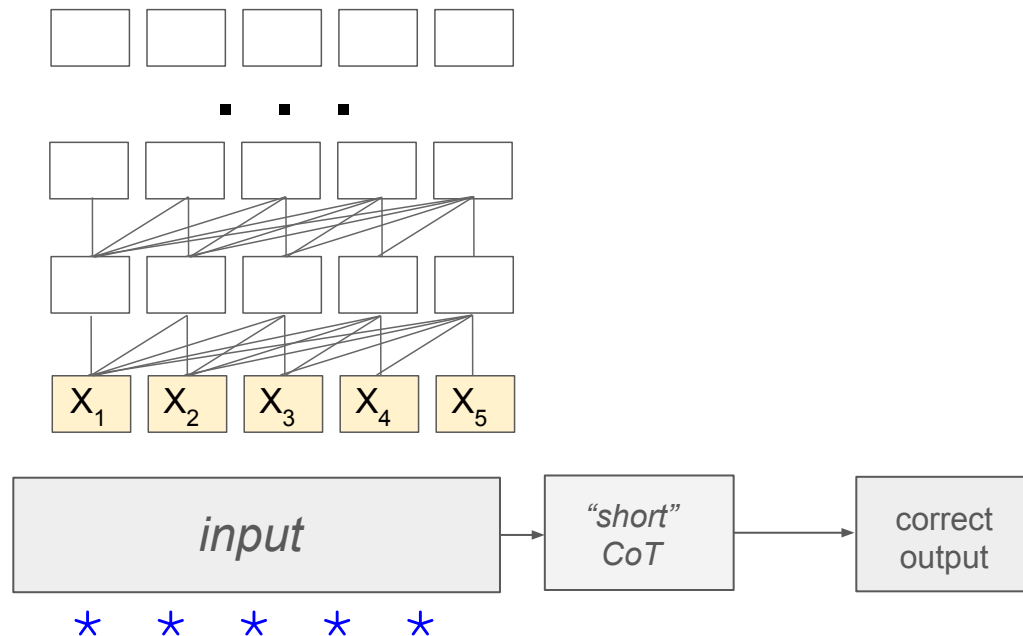 X₁ X₂ X₃ X₄ X₅
input
“short”
CoT
correct
output
* * * * *